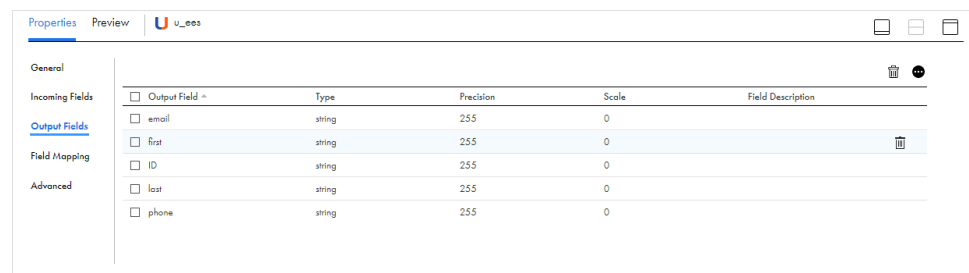 Properties Preview u_ees
General
Incoming Fields
Output Fields
Field Mapping
Advanced
Output Field Type Precision Scale Field Description
email string 255 0
first string 255 0
ID string 255 0
last string 255 0
phone string 255 0